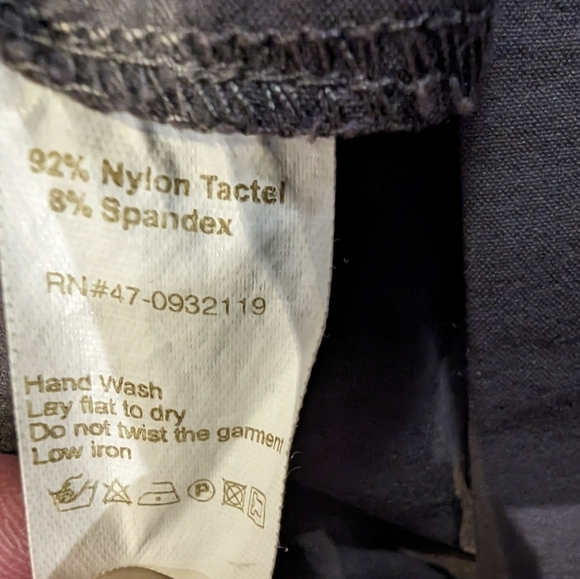 92% Nylon Tactel
8% Spandex
RN#47-0932119
Hand Wash
Lay flat to dry
Do not twist the garment
Low iron
P